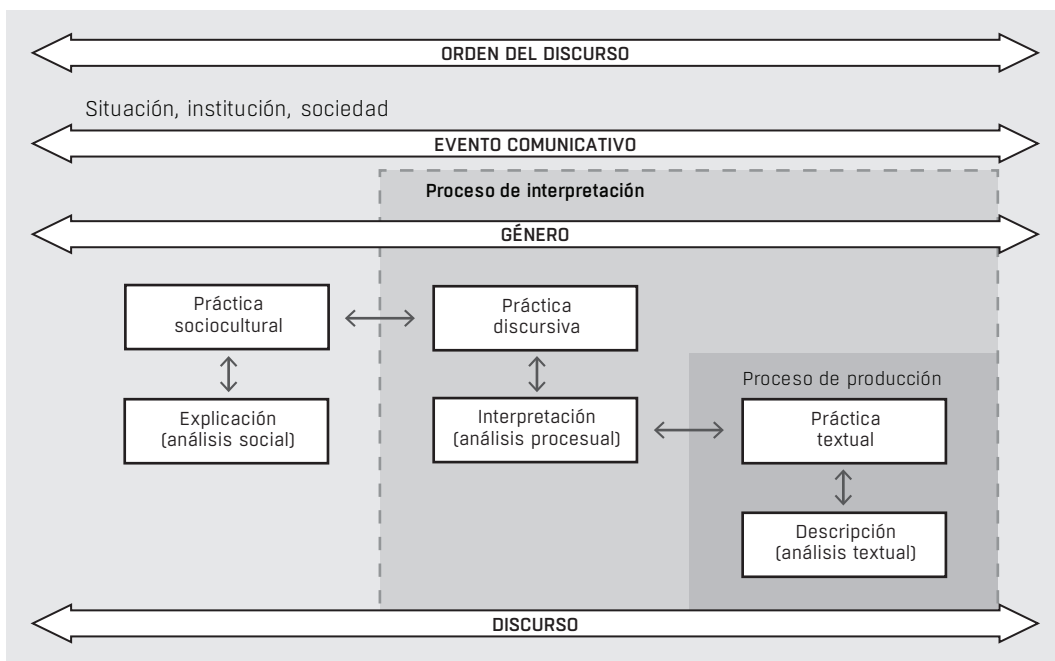 ORDEN DEL DISCURSO
Situación, institución, sociedad
EVENTO COMUNICATIVO
Proceso de interpretación
GÉNERO
Práctica
sociocultural
Práctica
discursiva
Proceso de producción
Explicación
(análisis social)
Interpretación
(análisis procesual)
Práctica
textual
Descripción
(análisis textual)
DISCURSO